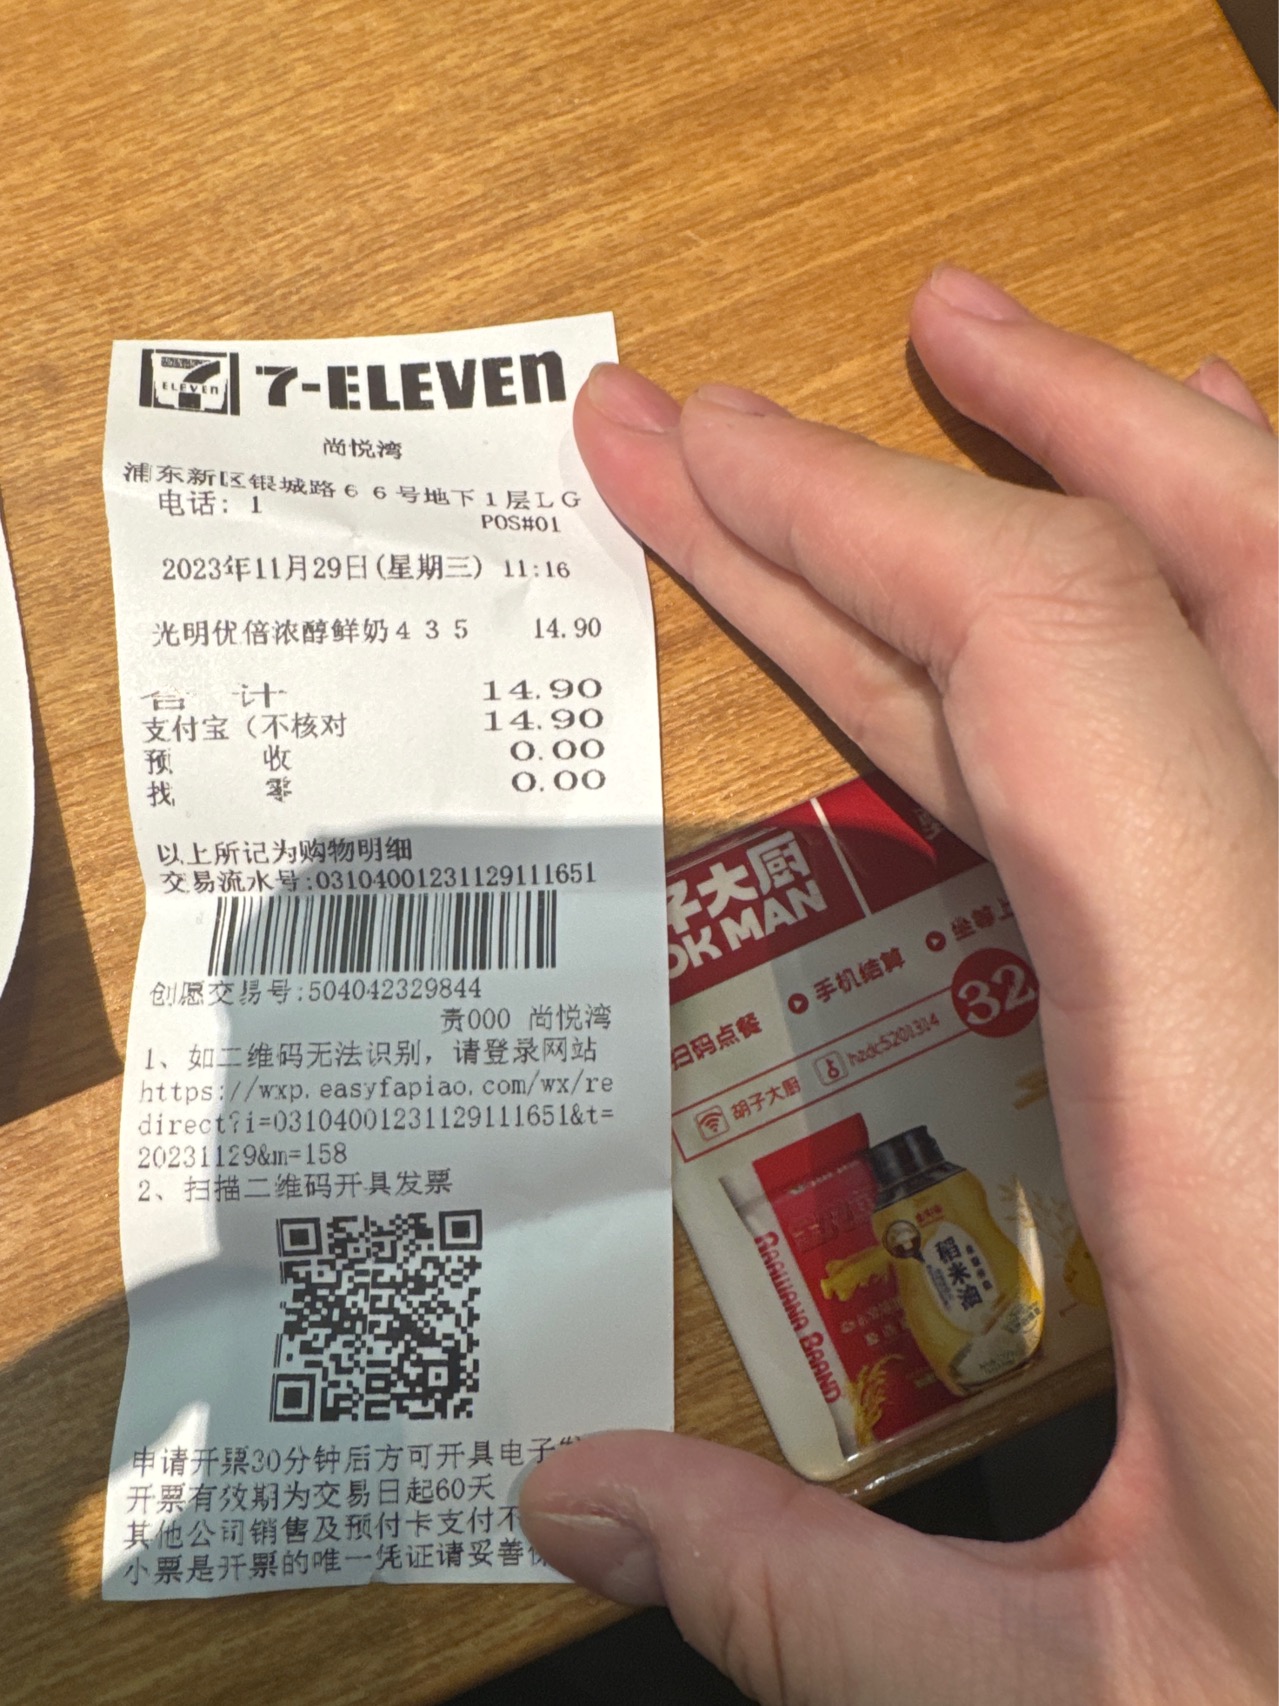 7-ELEVEN
ELEVEN
尚悦湾
浦东新区银城路66号地下1层LG
电话: 1
POS#01
2023年11月29日(星期三) 11:16
光明优倍浓醇鲜奶435 14.90
合 计 14.90
支付宝(不核对 14.90
预 收 0.00
找 零 0.00
以上所记为购物明细
交易流水号:031040012311291116​51
创愿交易号:504042329844
责000 尚悦湾
1、如二维码无法识别，请登录网站
https://wxp.easyfapiao.com/wx/re
direct?i=03104001231129111651&t=
20231129&m=158
2、扫描二维码开具发票
申请开票30分钟后方可开具电子发
开票有效期为交易日起60天
其他公司销售及预付卡支付不
小票是开票的唯一凭证请妥善保
子大厨
OK MAN
扫码点餐 手机结算 坐等上
32
胡子大厨 hzdc5201314
BRAND
稻米油